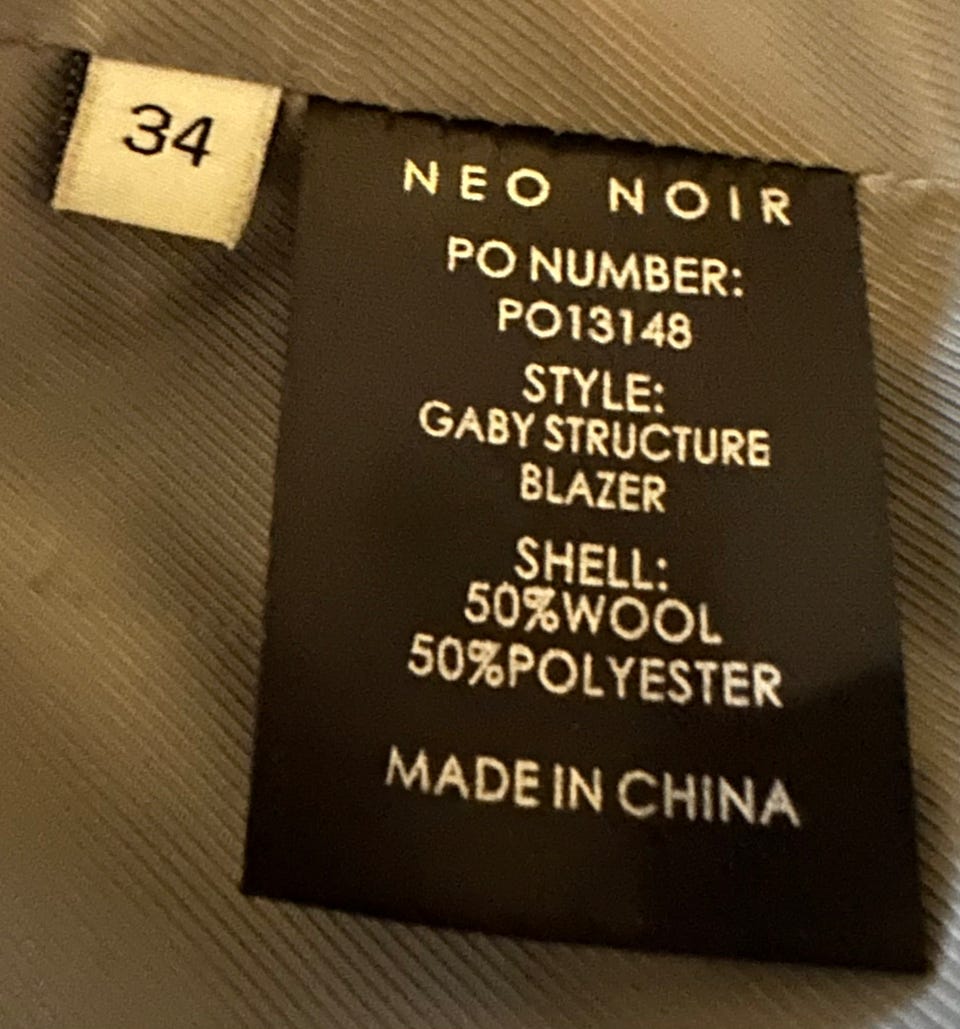 34
NEO NOIR
PO NUMBER:
PO13148
STYLE:
GABY STRUCTURE
BLAZER
SHELL:
50%WOOL
50%POLYESTER
MADE IN CHINA